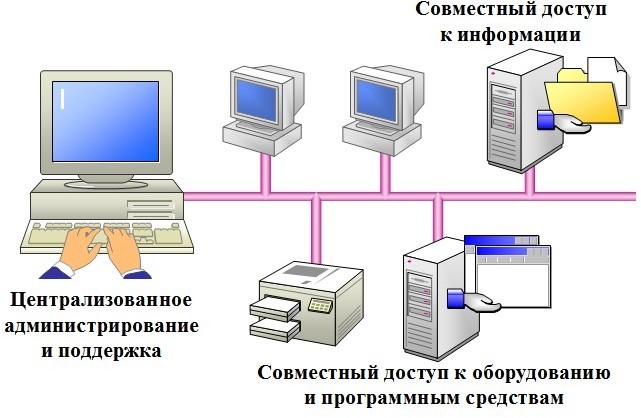 Совместный доступ
к информации
Централизованное
администрирование
и поддержка
Совместный доступ к оборудованию
и программным средствам